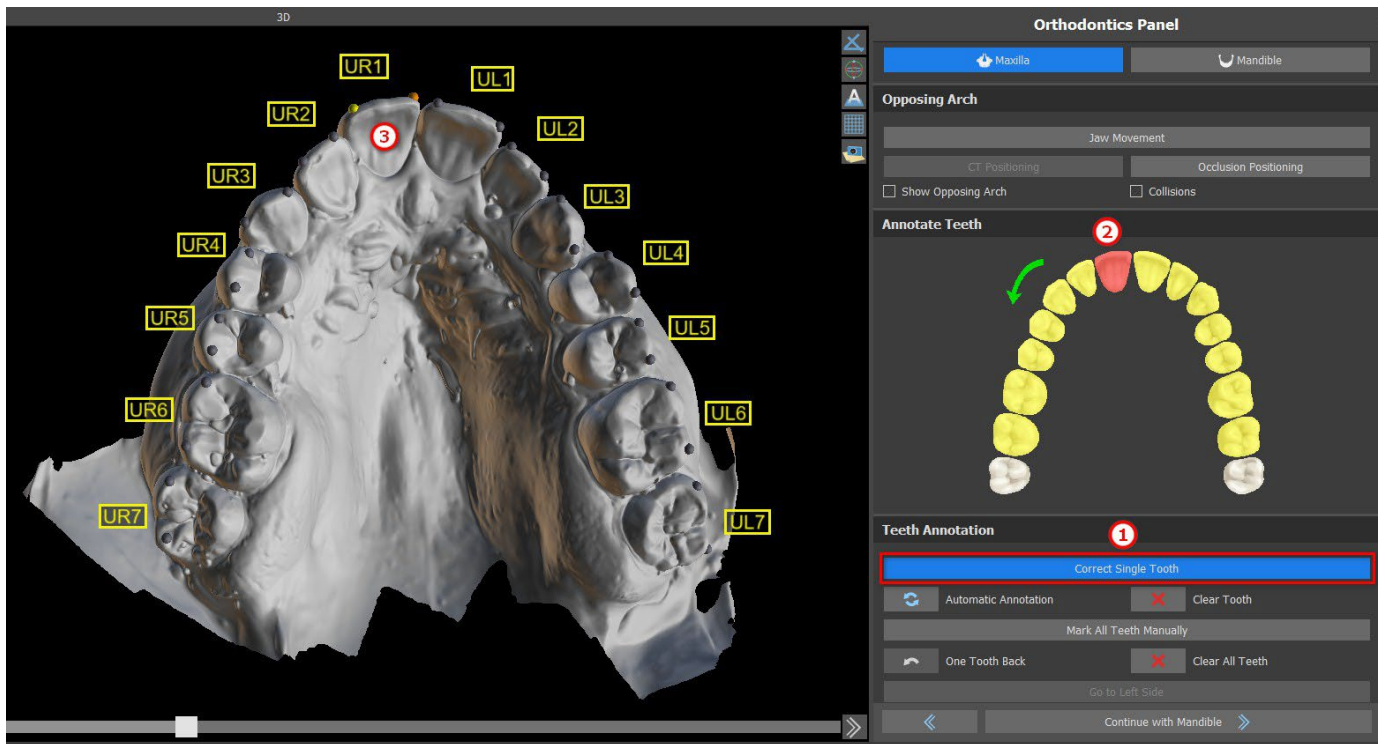 3D
UR1
UL1
UR2
UL2
3
UR3
UL3
UR4
UL4
UR5
UL5
UR6
UL6
UR7
UL7
Orthodontics Panel
Maxilla
Mandible
Opposing Arch
Jaw Movement
CT Positioning
Occlusion Positioning
Show Opposing Arch
Collisions
Annotate Teeth
2
Teeth Annotation
1
Correct Single Tooth
Automatic Annotation
Clear Tooth
Mark All Teeth Manually
One Tooth Back
Clear All Teeth
Go to Left Side
Continue with Mandible